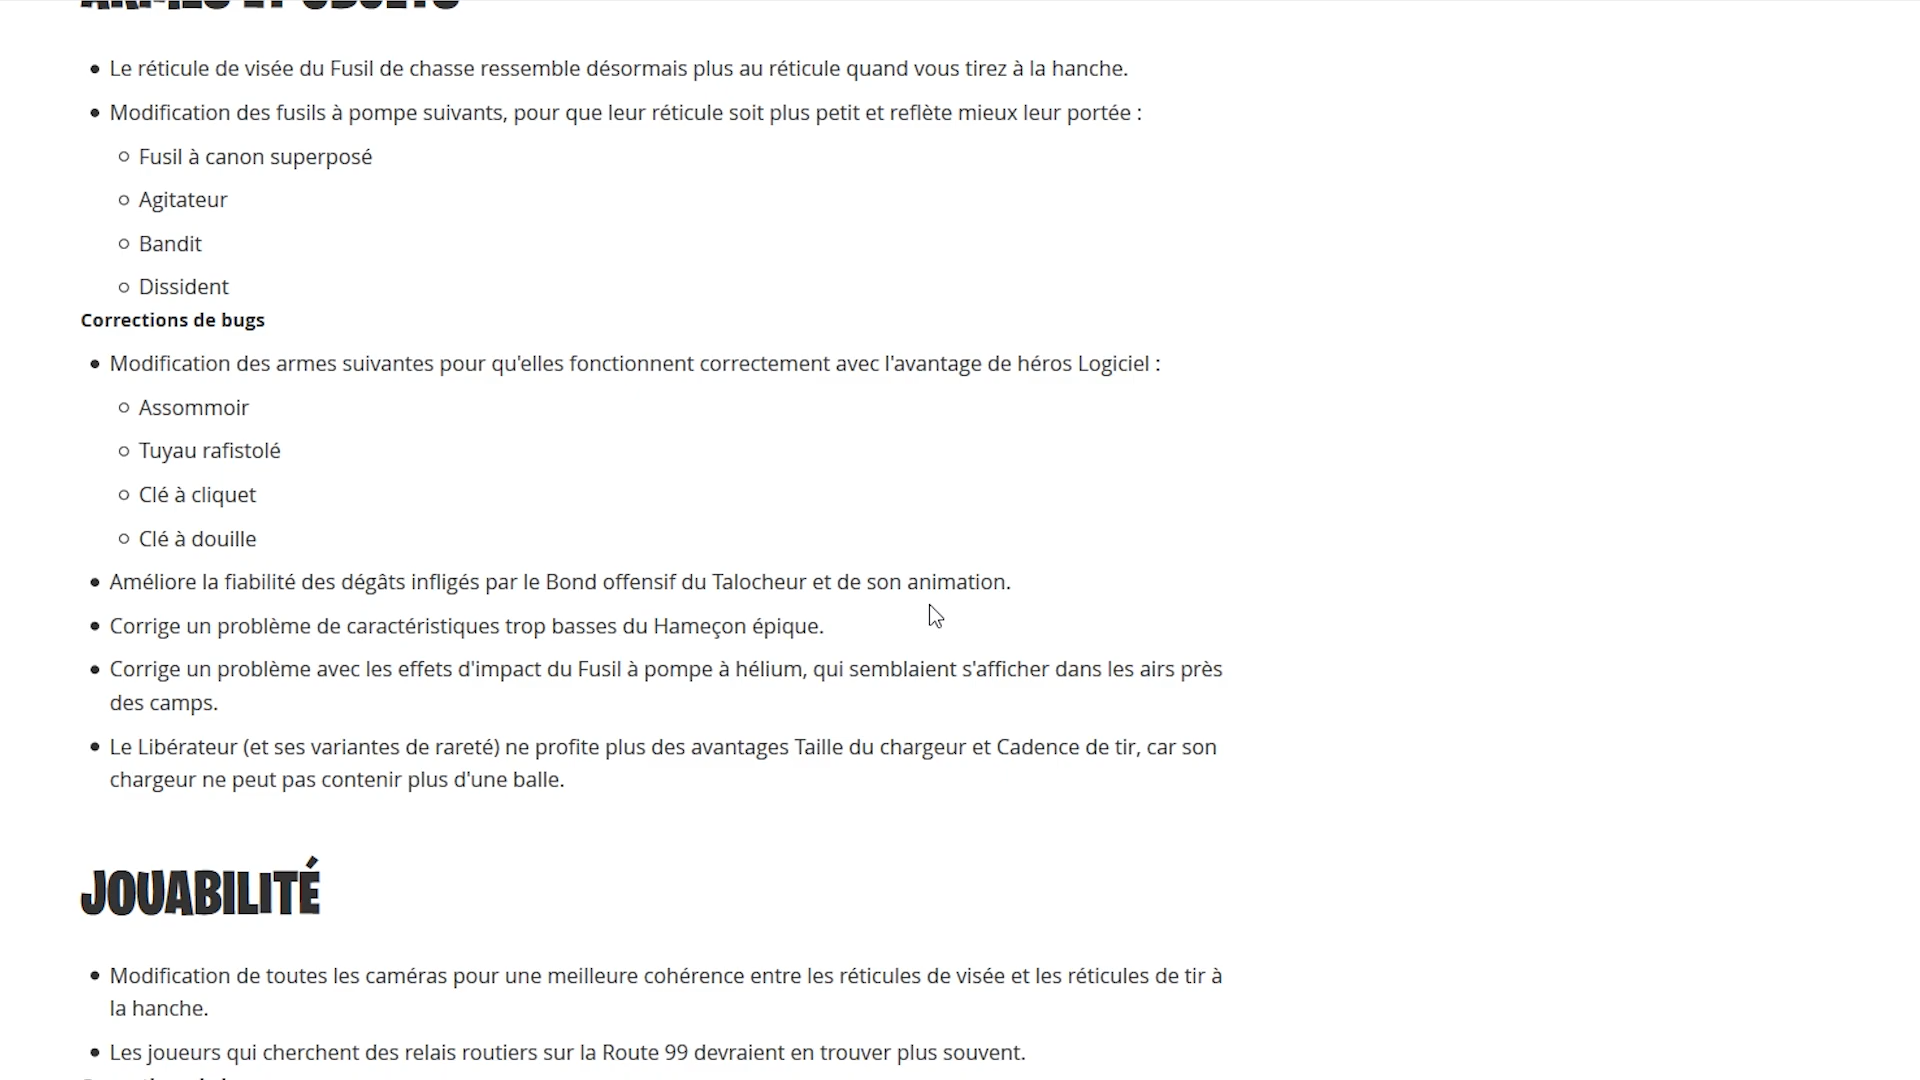 ARMES ET OBJETS
Le réticule de visée du Fusil de chasse ressemble désormais plus au réticule quand vous tirez à la hanche.
Modification des fusils à pompe suivants, pour que leur réticule soit plus petit et reflète mieux leur portée :
Fusil à canon superposé
Agitateur
Bandit
Dissident
Corrections de bugs
Modification des armes suivantes pour qu'elles fonctionnent correctement avec l'avantage de héros Logiciel :
Assommoir
Tuyau rafistolé
Clé à cliquet
Clé à douille
Améliore la fiabilité des dégâts infligés par le Bond offensif du Talocheur et de son animation.
Corrige un problème de caractéristiques trop basses du Hameçon épique.
Corrige un problème avec les effets d'impact du Fusil à pompe à hélium, qui semblaient s'afficher dans les airs près
des camps.
Le Libérateur (et ses variantes de rareté) ne profite plus des avantages Taille du chargeur et Cadence de tir, car son
chargeur ne peut pas contenir plus d'une balle.
JOUABILITÉ
Modification de toutes les caméras pour une meilleure cohérence entre les réticules de visée et les réticules de tir à
la hanche.
Les joueurs qui cherchent des relais routiers sur la Route 99 devraient en trouver plus souvent.